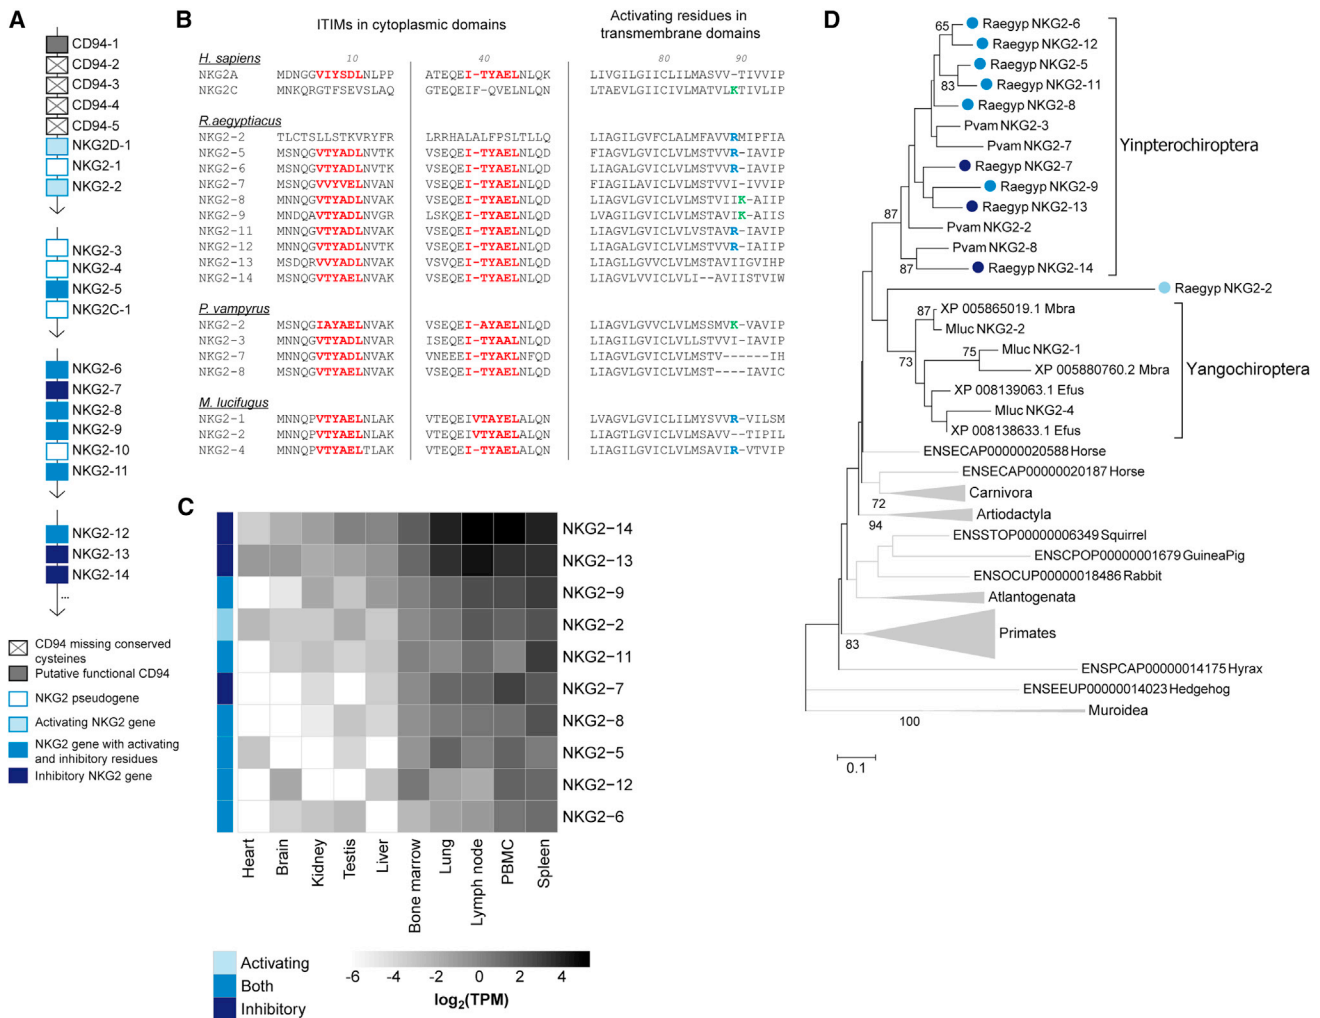 A
CD94-1
CD94-2
CD94-3
CD94-4
CD94-5
NKG2D-1
NKG2-1
NKG2-2
NKG2-3
NKG2-4
NKG2-5
NKG2C-1
NKG2-6
NKG2-7
NKG2-8
NKG2-9
NKG2-10
NKG2-11
NKG2-12
NKG2-13
NKG2-14
...
CD94 missing conserved
cysteines
Putative functional CD94
NKG2 pseudogene
Activating NKG2 gene
NKG2 gene with activating
and inhibitory residues
Inhibitory NKG2 gene
B
ITIMs in cytoplasmic domains
Activating residues in
transmembrane domains
10 40 80 90
H. sapiens
NKG2A MDNGGVIYSDLNLPP ATEQEI-TYAELNLQK LIVGILGIICLILMASVV-TIVVIP
NKG2C MNKQRGTFSEVSLAQ GTEQEIF-QVELNLQN LTAEVLGIICIVLMATVLKTIVLIP
R.aegyptiacus
NKG2-2 TLCTSLLSTKVRYFR LRRHALALFPSLTLLQ LIAGILGVFCLALMFAVVRMIPFIA
NKG2-5 MSNQGVTYADLNVTK VSEQEI-TYAELNLQD LIAGVLGVICLVLMSTVVR-IAVIP
NKG2-6 MSNQGVTYADLNVTK VSEQEI-TYAELNLQD LIAGALGVICLVLMSTVVR-IAIIP
NKG2-7 MSNQGVVYVELNVAN VSEQEI-TYAELNLQD FIAGILAVICLVLMSTVVI-IVVIP
NKG2-8 MSNQGVTYADLNVAK VSEQEI-TYAELNLQD LIAGVLGVICLVLMSTVIIK-AIIP
NKG2-9 MNDQAVTYADLNVGR LSKQEI-TYAELNLQD LVAGILGVICLVLMSTVIIK-AIIS
NKG2-11 MNNQGVTYADLNVAK VSEQEI-TYAELNLQD LIAGVLGVICLVLVSTAVR-IAVIP
NKG2-12 MNNQGVTYADLNVTK VSEQEI-TYAELNLQD LIAGALGVVCLVLMSTVVR-IAVIP
NKG2-13 MSDQRVVYADLNVAK VSVQEI-TYAELNLQD LIAGVLGVICLVLMSTAVIIGVIHP
NKG2-14 MSNQGVTYAELNVAK VSEQEI-TYAELNLQD LIAGVLVVICLVLI--AVIISTVIW
P. vampyrus
NKG2-2 MSNQGIAYAELNVAK VSEQEI-AYAELNLQD LIAGVLGVVCLVLMSSMVK-VAVIP
NKG2-3 MSNQGVTYADLNVAR ISEQEI-TYAALNLQD LIAGVLGVICLVLLSTVVI-IAVIP
NKG2-7 MSNQGVTYADLNVAR VNEEEI-TYAKLNFQD LNFVLGVICLVLMSTV------IH
NKG2-8 MSNQGVTYAELNVAK VSEQEI-TYAELNLQD LIAGVLGVICLVLMST----IAVIC
M. lucifugus
NKG2-1 MNNQPVTYAELNLAK VTEQEIVTAYELNLQN LVAGVLGVICLILMYSVVR-VILSM
NKG2-2 MNNQPVTYAELNLAK VTEQEIVTYAELALQN LIAGTLGVICLVLMSAVV--TIPIL
NKG2-4 MNNQPVTYAELTLAK VTEQEI-TYAELALQN LIAGILGVICLVLMSTVIR-VTVIP
C
NKG2-14
NKG2-13
NKG2-9
NKG2-2
NKG2-11
NKG2-7
NKG2-8
NKG2-5
NKG2-12
NKG2-6
Heart
Brain
Kidney
Testis
Liver
Bone marrow
Lung
Lymph node
PBMC
Spleen
Activating
Both
Inhibitory
-6 -4 -2 0 2 4
log2(TPM)
D
65 Raegyp NKG2-6
Raegyp NKG2-12
Raegyp NKG2-5
83 Raegyp NKG2-11
Raegyp NKG2-8
Pvam NKG2-3
Pvam NKG2-7
Yinpterochiroptera
Raegyp NKG2-7
Raegyp NKG2-9
Raegyp NKG2-13
87
Pvam NKG2-2
Pvam NKG2-8
87 Raegyp NKG2-14
Raegyp NKG2-2
87 XP 005865019.1 Mbra
Mluc NKG2-2
75 Mluc NKG2-1
73
XP 005880760.2 Mbra
Yangochiroptera
XP 008139063.1 Efus
Mluc NKG2-4
XP 008138633.1 Efus
ENSECAP00000020588 Horse
ENSECAP00000020187 Horse
Carnivora
72
Artiodactyla
94
ENSSTOP00000006349 Squirrel
ENSCPOP00000001679 GuineaPig
ENSOCUP00000018486 Rabbit
Atlantogenata
Primates
83
ENSPCAP00000014175 Hyrax
ENSEEUP00000014023 Hedgehog
Muroidea
100
0.1